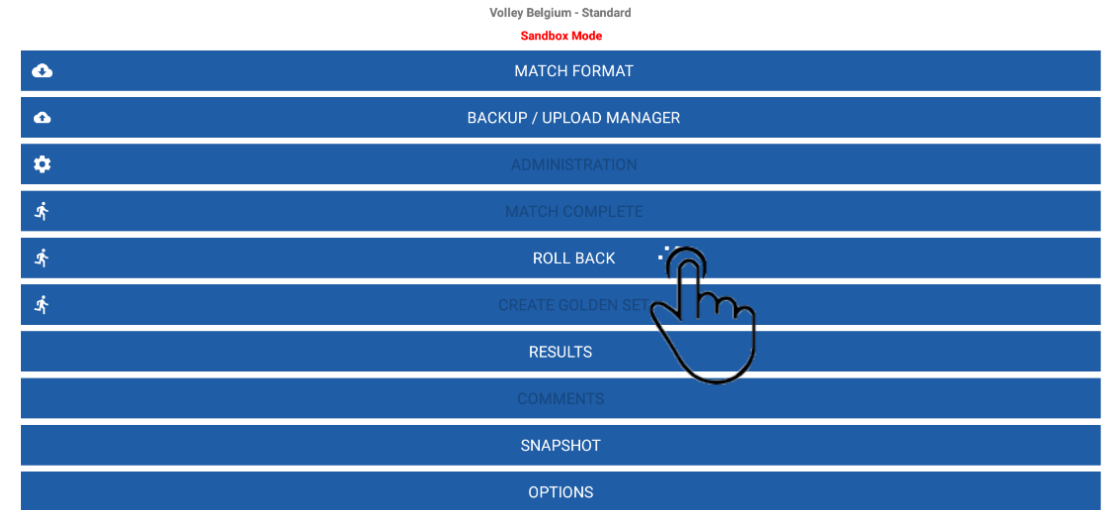 Volley Belgium - Standard
Sandbox Mode
MATCH FORMAT
BACKUP / UPLOAD MANAGER
ADMINISTRATION
MATCH COMPLETE
ROLL BACK
CREATE GOLDEN SET
RESULTS
COMMENTS
SNAPSHOT
OPTIONS